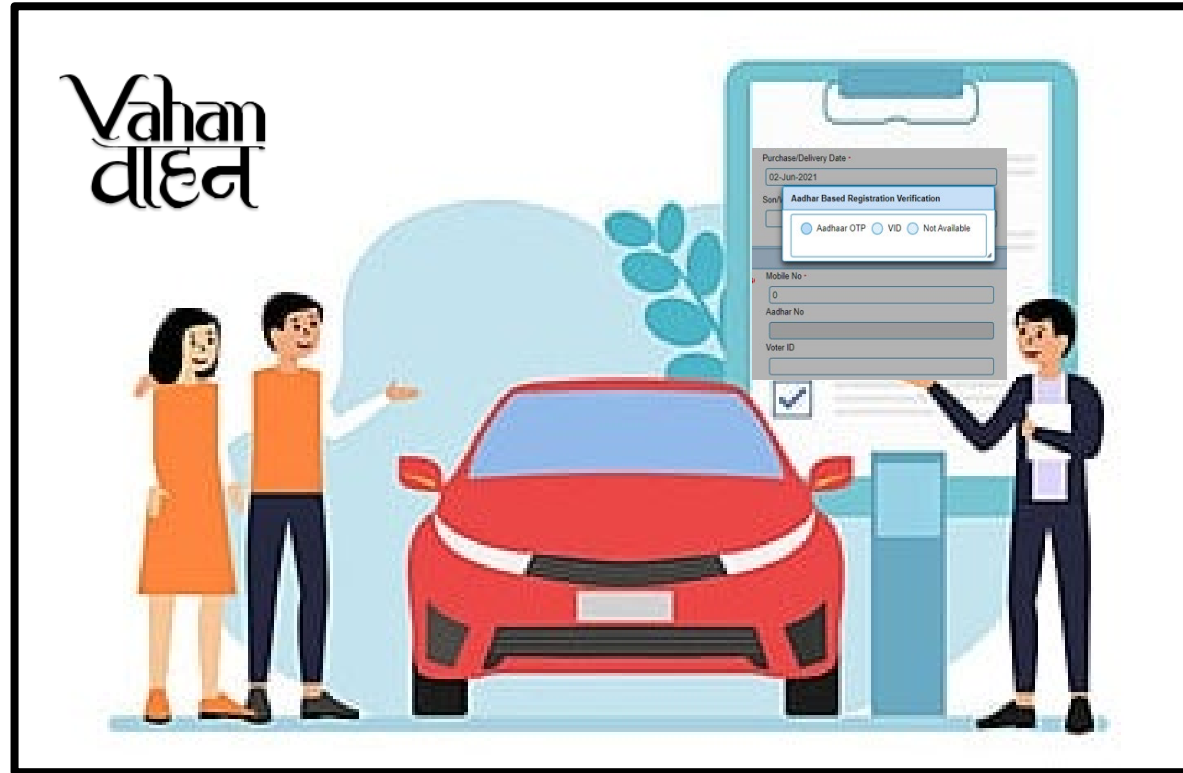 Vahan
वाहन
Purchase/Delivery Date
02-Jun-2021
Aadhar Based Registration Verification
Aadhaar OTP VID Not Available
Mobile No
0
Aadhar No
Voter ID